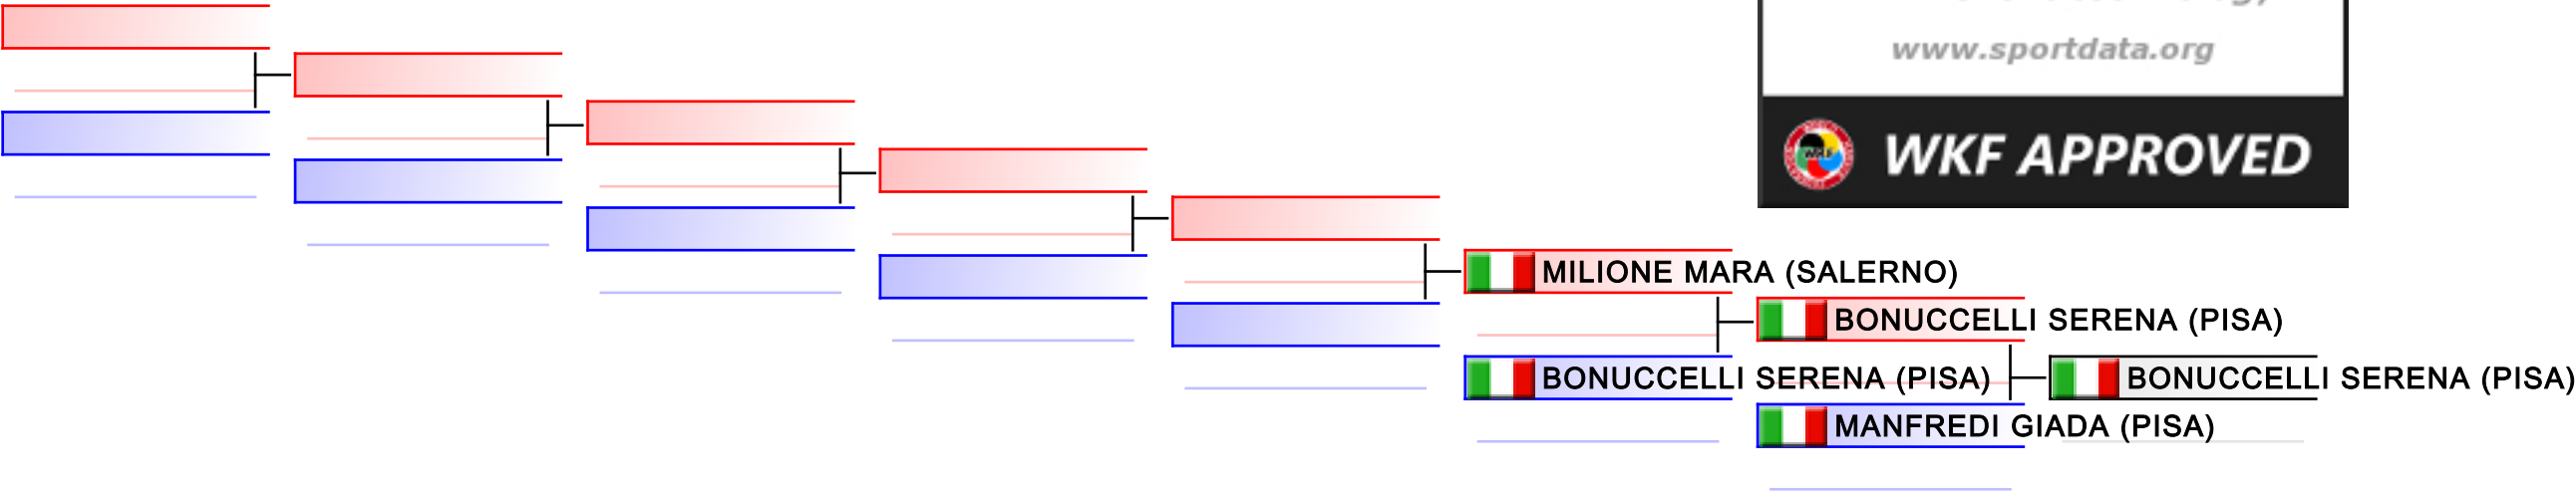 www.sportdata.org
WKF APPROVED
MILIONE MARA (SALERNO)
BONUCCELLI SERENA (PISA)
BONUCCELLI SERENA (PISA)
BONUCCELLI SERENA (PISA)
MANFREDI GIADA (PISA)